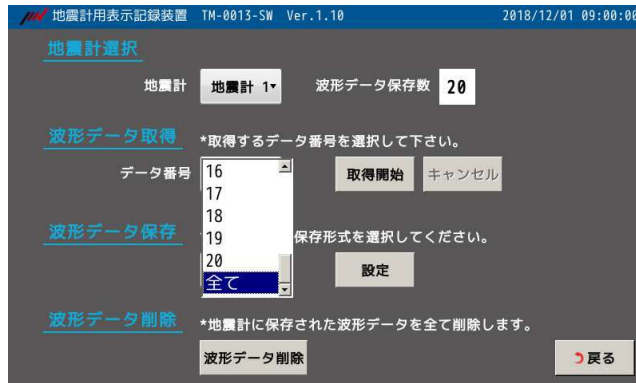 地震計用表示記録装置 TM-0013-SW Ver.1.10 2018/12/01 09:00:00
地震計選択
地震計 地震計 1 波形データ保存数 20
波形データ取得 *取得するデータ番号を選択して下さい。
データ番号 16 取得開始 キャンセル
17
18
波形データ保存 19 保存形式を選択してください。
20
全て 設定
波形データ削除 *地震計に保存された波形データを全て削除します。
波形データ削除 戻る